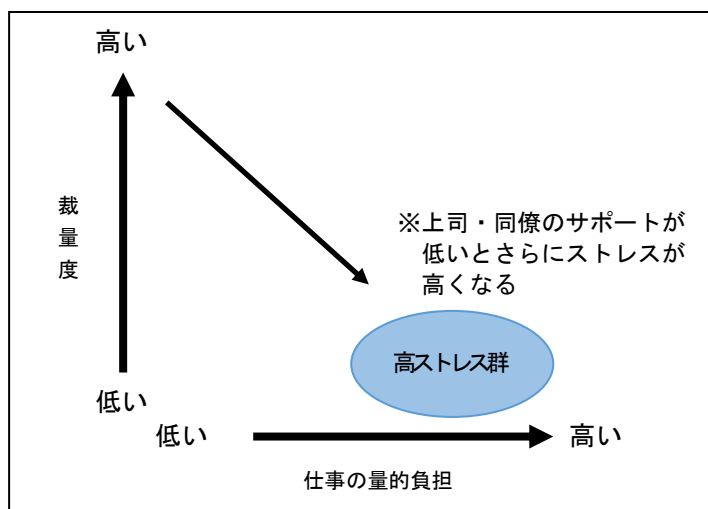 高い
裁量度
※上司・同僚のサポートが
低いとさらにストレスが
高くなる
高ストレス群
低い
低い
高い
仕事の量的負担